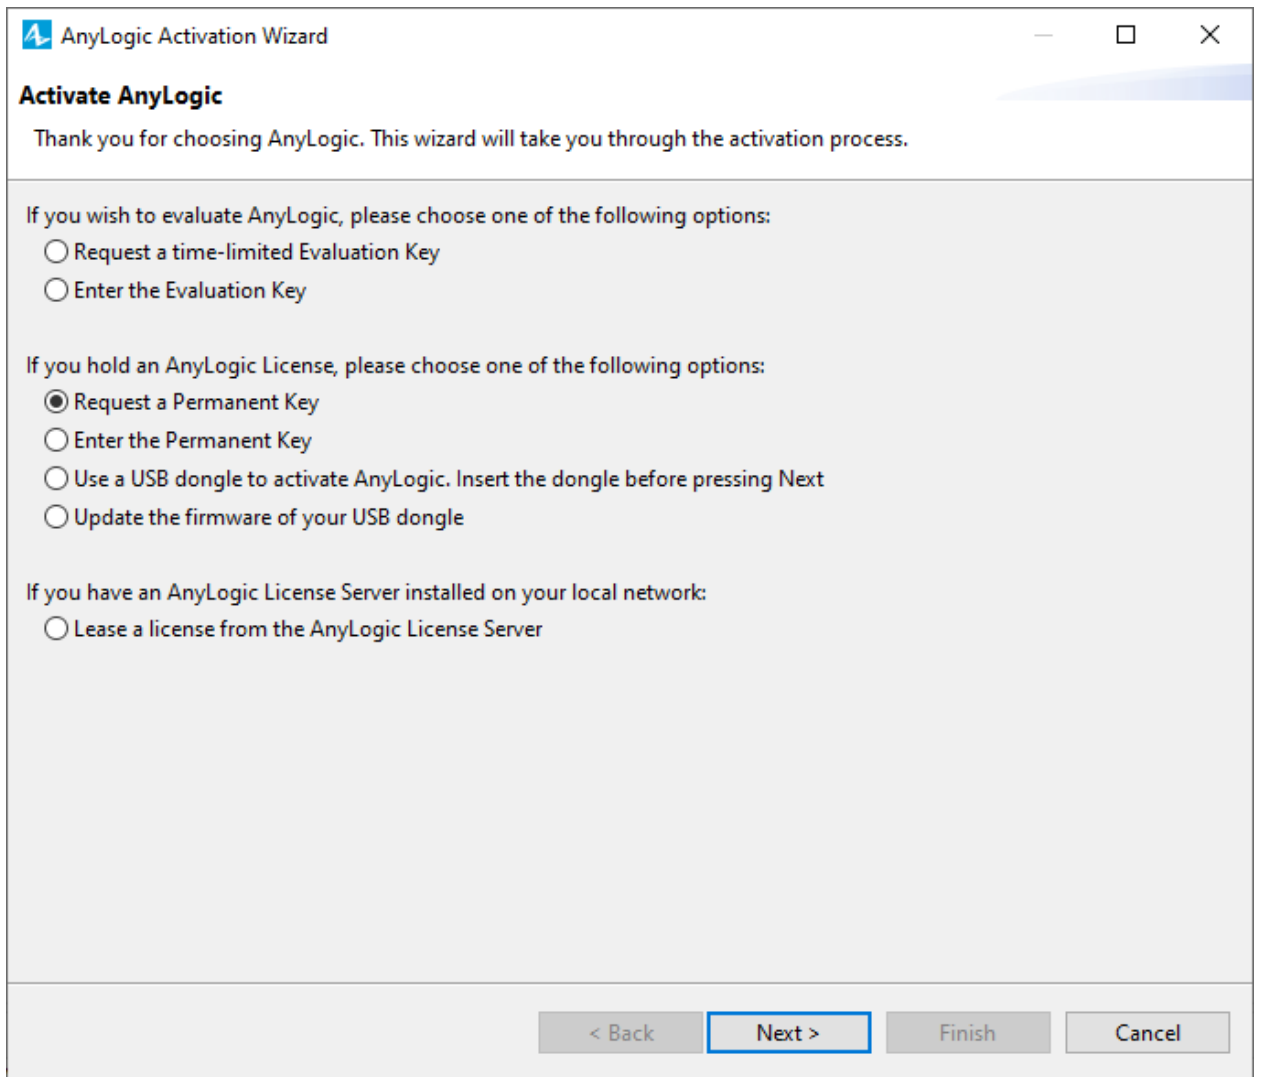 AnyLogic Activation Wizard
Activate AnyLogic
Thank you for choosing AnyLogic. This wizard will take you through the activation process.
If you wish to evaluate AnyLogic, please choose one of the following options:
Request a time-limited Evaluation Key
Enter the Evaluation Key
If you hold an AnyLogic License, please choose one of the following options:
Request a Permanent Key
Enter the Permanent Key
Use a USB dongle to activate AnyLogic. Insert the dongle before pressing Next
Update the firmware of your USB dongle
If you have an AnyLogic License Server installed on your local network:
Lease a license from the AnyLogic License Server
< Back Next > Finish Cancel